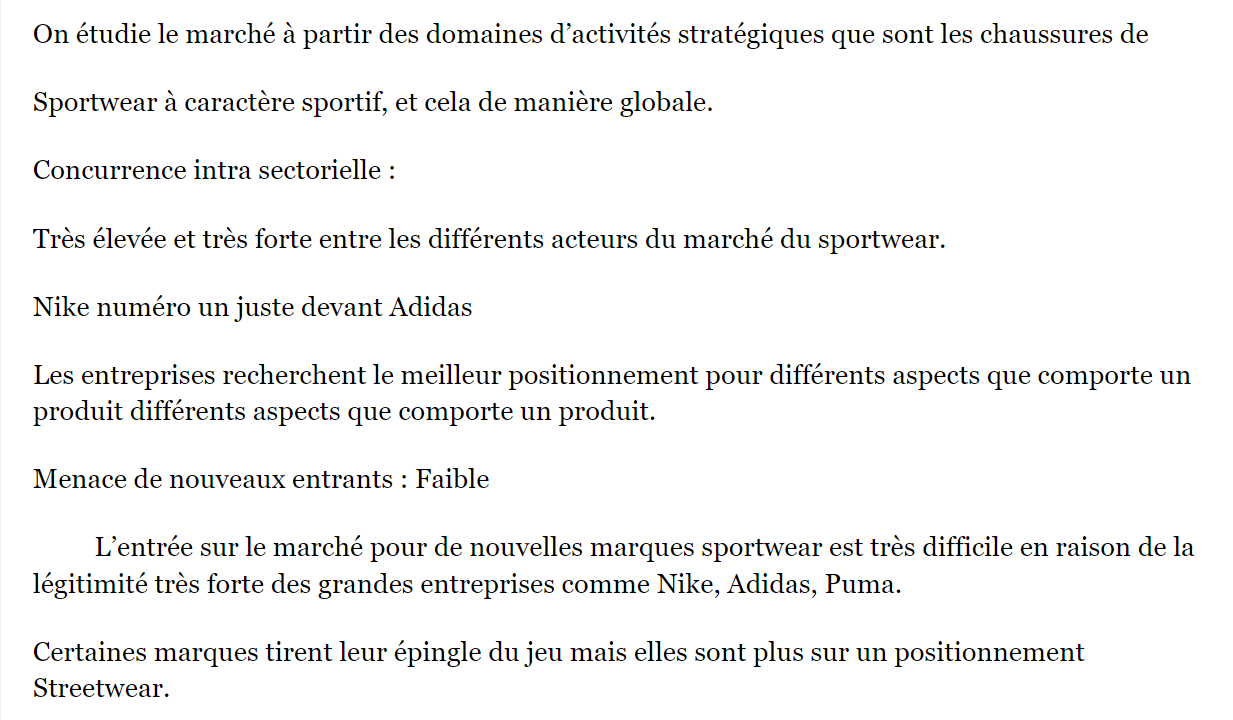 On étudie le marché à partir des domaines d’activités stratégiques que sont les chaussures de
Sportwear à caractère sportif, et cela de manière globale.
Concurrence intra sectorielle :
Très élevée et très forte entre les différents acteurs du marché du sportwear.
Nike numéro un juste devant Adidas
Les entreprises recherchent le meilleur positionnement pour différents aspects que comporte un
produit différents aspects que comporte un produit.
Menace de nouveaux entrants : Faible
L’entrée sur le marché pour de nouvelles marques sportwear est très difficile en raison de la
légitimité très forte des grandes entreprises comme Nike, Adidas, Puma.
Certaines marques tirent leur épingle du jeu mais elles sont plus sur un positionnement
Streetwear.